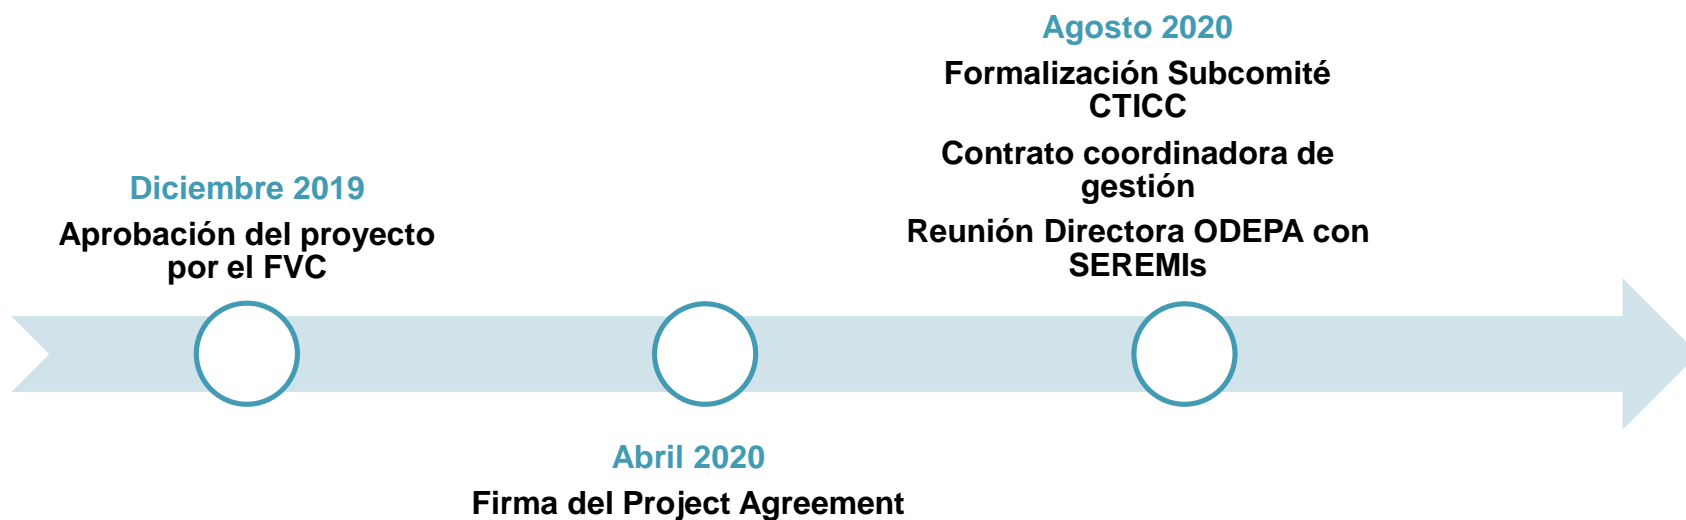 Diciembre 2019
Aprobación del proyecto
por el FVC
Abril 2020
Firma del Project Agreement
Agosto 2020
Formalización Subcomité
CTICC
Contrato coordinadora de
gestión
Reunión Directora ODEPA con
SEREMIs